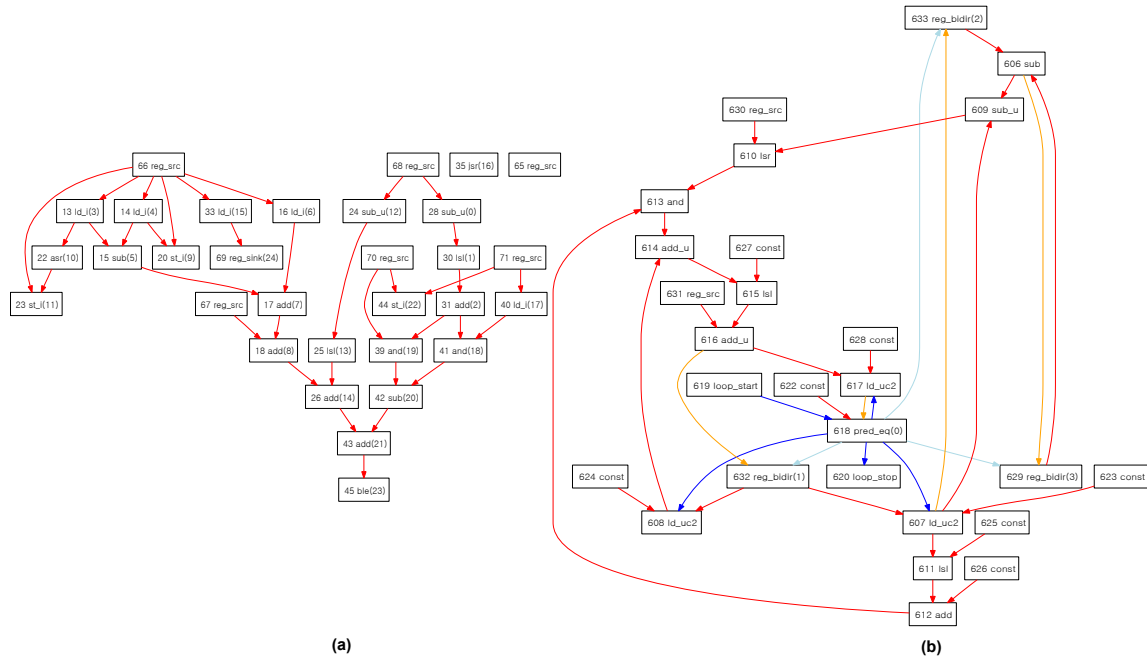 633 reg_bidir(2)
606 sub
630 reg_src
609 sub_u
610 lsr
66 reg_src
68 reg_src
35 jsr(16)
65 reg_src
613 and
13 ld_i(3)
14 ld_i(4)
33 ld_i(15)
16 ld_i(6)
24 sub_u(12)
28 sub_u(0)
614 add_u
627 const
22 asr(10)
15 sub(5)
20 st_i(9)
69 reg_sink(24)
70 reg_src
30 lsl(1)
71 reg_src
631 reg_src
615 lsl
23 st_i(11)
67 reg_src
17 add(7)
44 st_i(22)
31 add(2)
40 ld_i(17)
616 add_u
628 const
18 add(8)
25 lsl(13)
39 and(19)
41 and(18)
619 loop_start
622 const
617 ld_uc2
26 add(14)
42 sub(20)
618 pred_eq(0)
43 add(21)
624 const
632 reg_bidir(1)
620 loop_stop
629 reg_bidir(3)
623 const
45 ble(23)
608 ld_uc2
607 ld_uc2
625 const
611 lsl
626 const
612 add
(a)
(b)